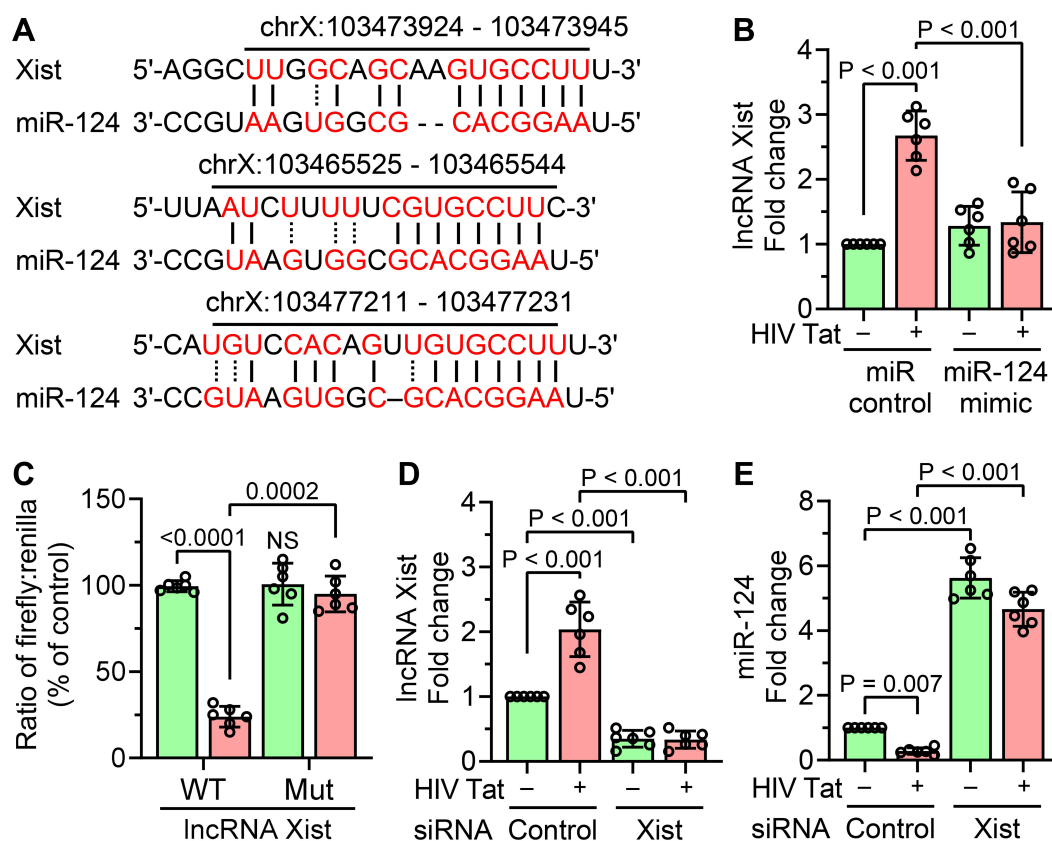 A
chrX:103473924 - 103473945
Xist 5'-AGGCUUGGCAGCAAGUGCCUUU-3'
miR-124 3'-CCGUAAGUGGCG - - CACGGAAU-5'
chrX:103465525 - 103465544
Xist 5'-UUAAUCUUUUUCGUGCCUUC-3'
miR-124 3'-CCGUAAGUGGCGCACGGAAU-5'
chrX:103477211 - 103477231
Xist 5'-CAUGUCCACAGUUGUGCCUUU-3'
miR-124 3'-CCGUAAGUGGC–GCACGGAAU-5'
B
lncRNA Xist
Fold change
4
3
2
1
0
P < 0.001
P < 0.001
HIV Tat – + – +
miR control
miR-124 mimic
C
Ratio of firefly:renilla
(% of control)
150
100
50
0
<0.0001
0.0002
NS
WT Mut
lncRNA Xist
D
lncRNA Xist
Fold change
4
3
2
1
0
P < 0.001
P < 0.001
P < 0.001
HIV Tat – + – +
siRNA Control Xist
E
miR-124
Fold change
8
6
4
2
0
P < 0.001
P < 0.001
P = 0.007
HIV Tat – + – +
siRNA Control Xist